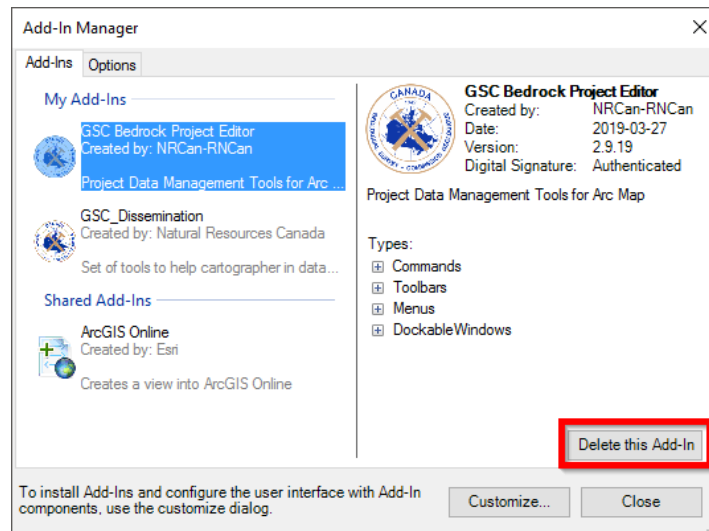 Add-In Manager
Add-Ins
Options
My Add-Ins
GSC Bedrock Project Editor
Created by: NRCan-RNCan
Project Data Management Tools for Arc ...
GSC_Dissemination
Created by: Natural Resources Canada
Set of tools to help cartographer in data...
Shared Add-Ins
ArcGIS Online
Created by: Esri
Creates a view into ArcGIS Online
CANADA
GSC Bedrock Project Editor
Created by: NRCan-RNCan
Date: 2019-03-27
Version: 2.9.19
Digital Signature: Authenticated
Project Data Management Tools for Arc Map
Types:
Commands
Toolbars
Menus
DockableWindows
Delete this Add-In
To install Add-Ins and configure the user interface with Add-In
components, use the customize dialog.
Customize...
Close